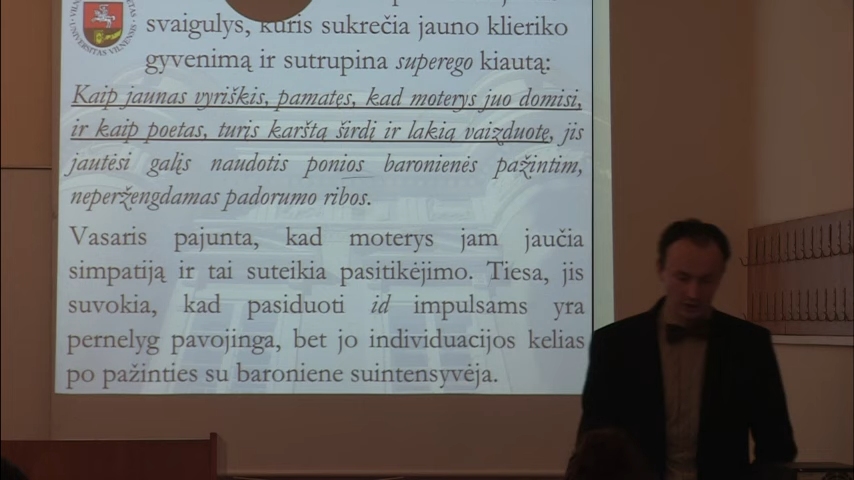 svaigulys, kuris sukrečia jauno klieriko
gyvenimą ir sutrupina superego kiautą:
Kaip jaunas vyriškis, pamatęs, kad moterys juo domisi,
ir kaip poetas, turįs karštą širdį ir lakią vaizduotę, jis
jautėsi galįs naudotis ponios baronienės pažintim,
neperžengdamas padorumo ribos.
Vasaris pajunta, kad moterys jam jaučia
simpatiją ir tai suteikia pasitikėjimo. Tiesa, jis
suvokia, kad pasiduoti id impulsams yra
pernelyg pavojinga, bet jo individuacijos kelias
po pažinties su baroniene suintensyvėja.